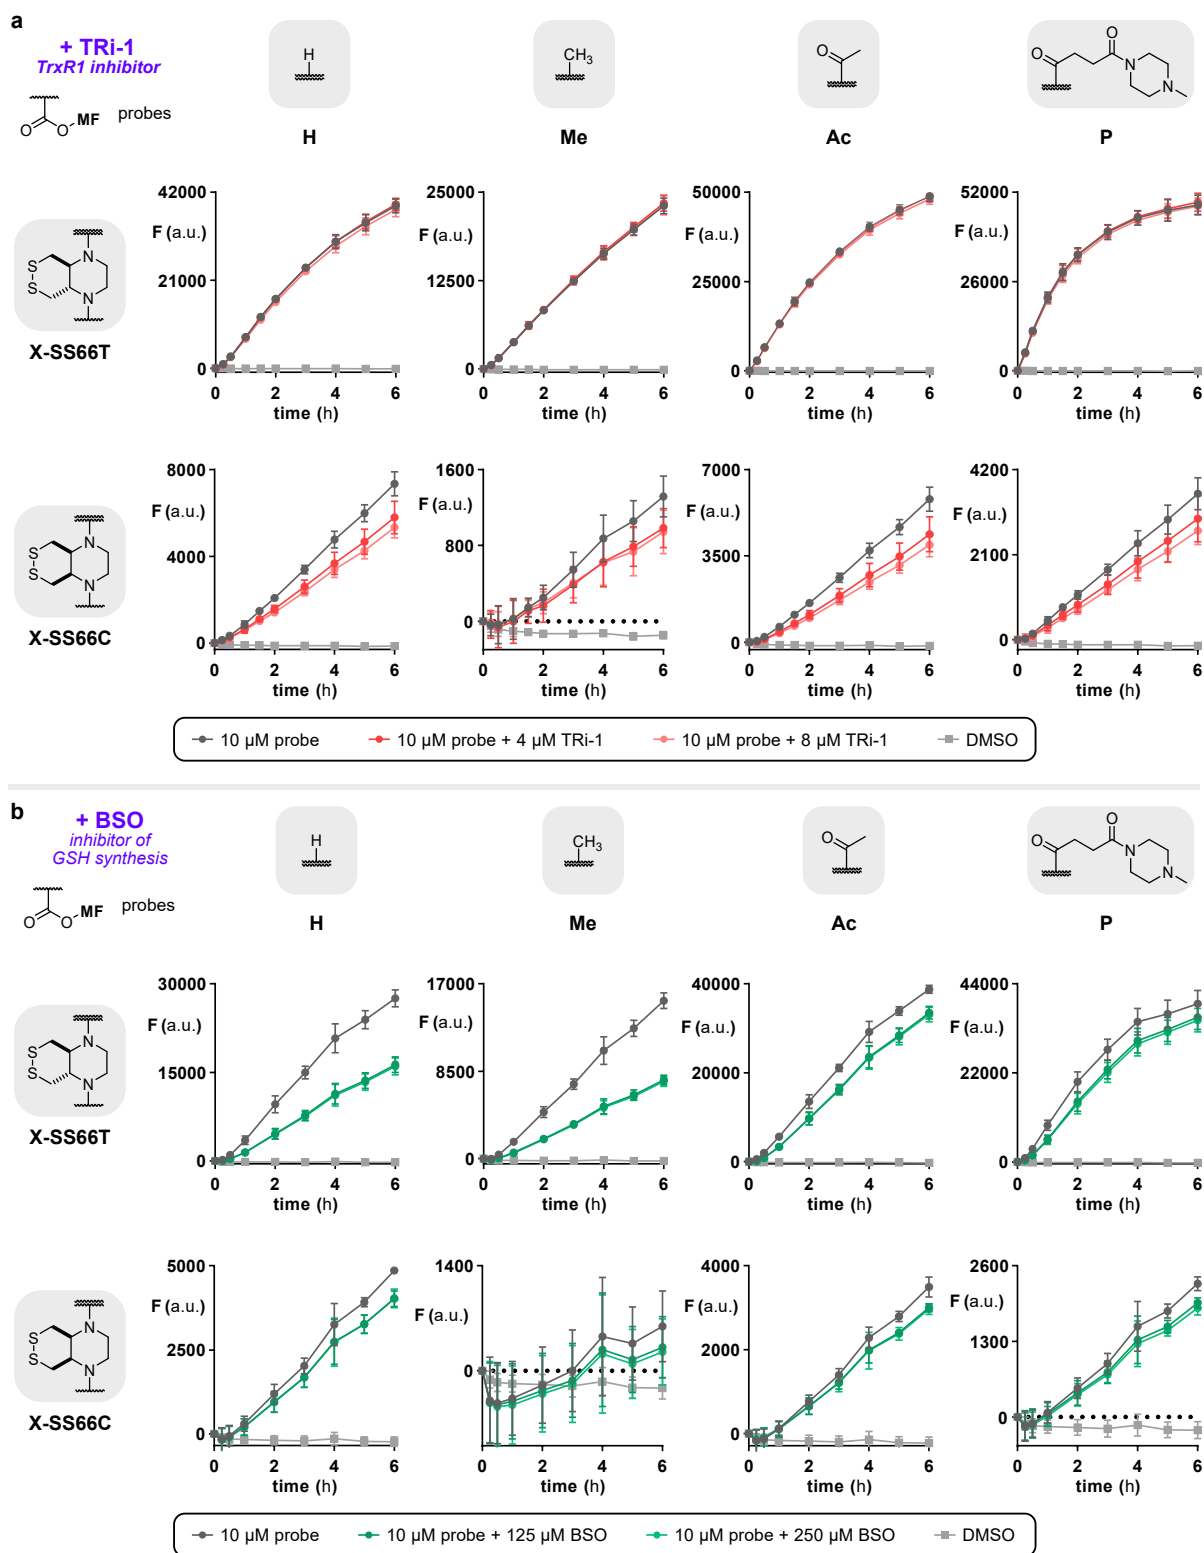 a
+ TRi-1
TrxR1 inhibitor
O O MF probes
H
H
CH3
Me
O
Ac
O O N N
P
42000
F (a.u.)
21000
0
0 2 4 6
time (h)
25000
F (a.u.)
12500
0
0 2 4 6
time (h)
50000
F (a.u.)
25000
0
0 2 4 6
time (h)
52000
F (a.u.)
26000
0
0 2 4 6
time (h)
S S N N
X-SS66T
8000
F (a.u.)
4000
0
0 2 4 6
time (h)
1600
F (a.u.)
800
0
0 2 4 6
time (h)
7000
F (a.u.)
3500
0
0 2 4 6
time (h)
4200
F (a.u.)
2100
0
0 2 4 6
time (h)
S S N N
X-SS66C
10 µM probe 10 µM probe + 4 µM TRi-1 10 µM probe + 8 µM TRi-1 DMSO
b
+ BSO
inhibitor of
GSH synthesis
O O MF probes
H
H
CH3
Me
O
Ac
O O N N
P
30000
F (a.u.)
15000
0
0 2 4 6
time (h)
17000
F (a.u.)
8500
0
0 2 4 6
time (h)
40000
F (a.u.)
20000
0
0 2 4 6
time (h)
44000
F (a.u.)
22000
0
0 2 4 6
time (h)
S S N N
X-SS66T
5000
F (a.u.)
2500
0
0 2 4 6
time (h)
1400
F (a.u.)
0
0 2 4 6
time (h)
4000
F (a.u.)
2000
0
0 2 4 6
time (h)
2600
F (a.u.)
1300
0
0 2 4 6
time (h)
S S N N
X-SS66C
10 µM probe 10 µM probe + 125 µM BSO 10 µM probe + 250 µM BSO DMSO